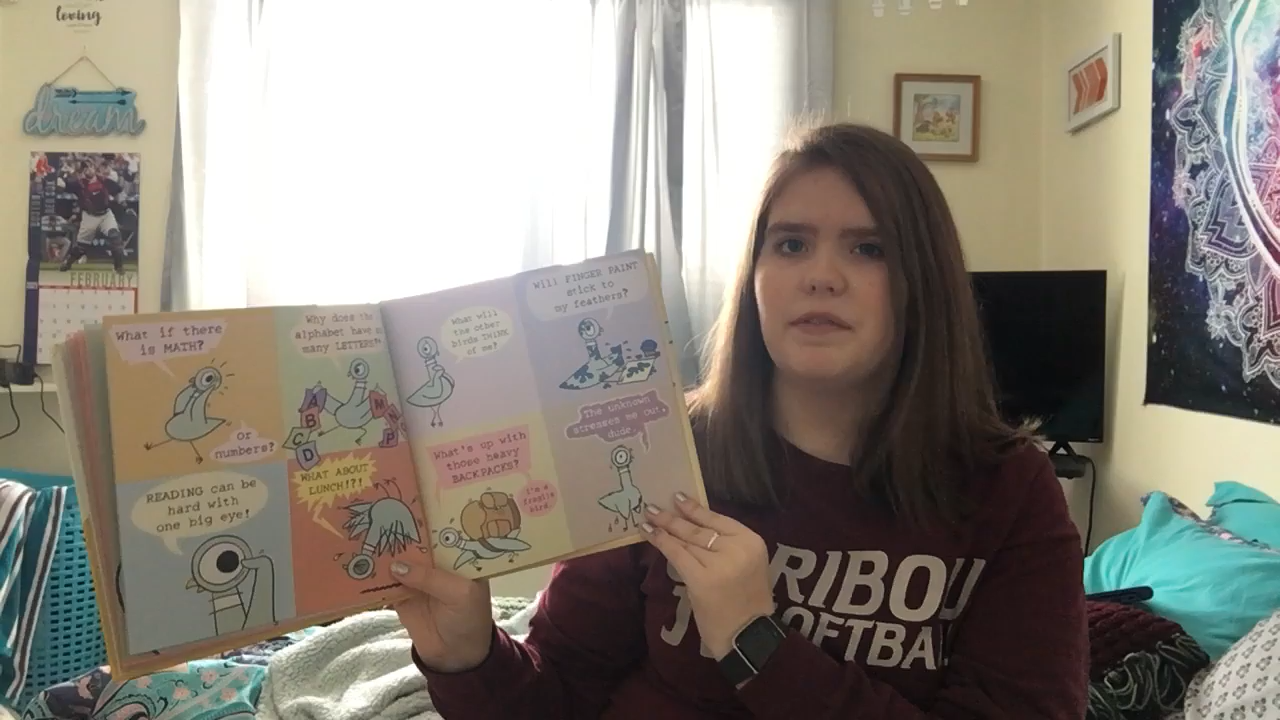 loving
dream
FEBRUARY
What if there
is MATH?
or
numbers?
Why does the
alphabet have so
many LETTERS?
A
B
C
D
M
P
READING can be
hard with
one big eye!
WHAT ABOUT
LUNCH!?!
What will
the other
birds THINK
of me?
Will FINGER PAINT
stick to
my feathers?
What's up with
those heavy
BACKPACKS?
I'm a
fragile
bird.
The unknown
stresses me out,
dude.
RIBOU
OFTBA